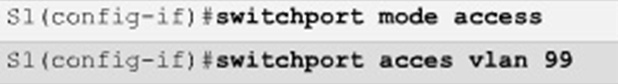 S1(config-if)#switchport mode access
S1(config-if)#switchport acces vlan 99